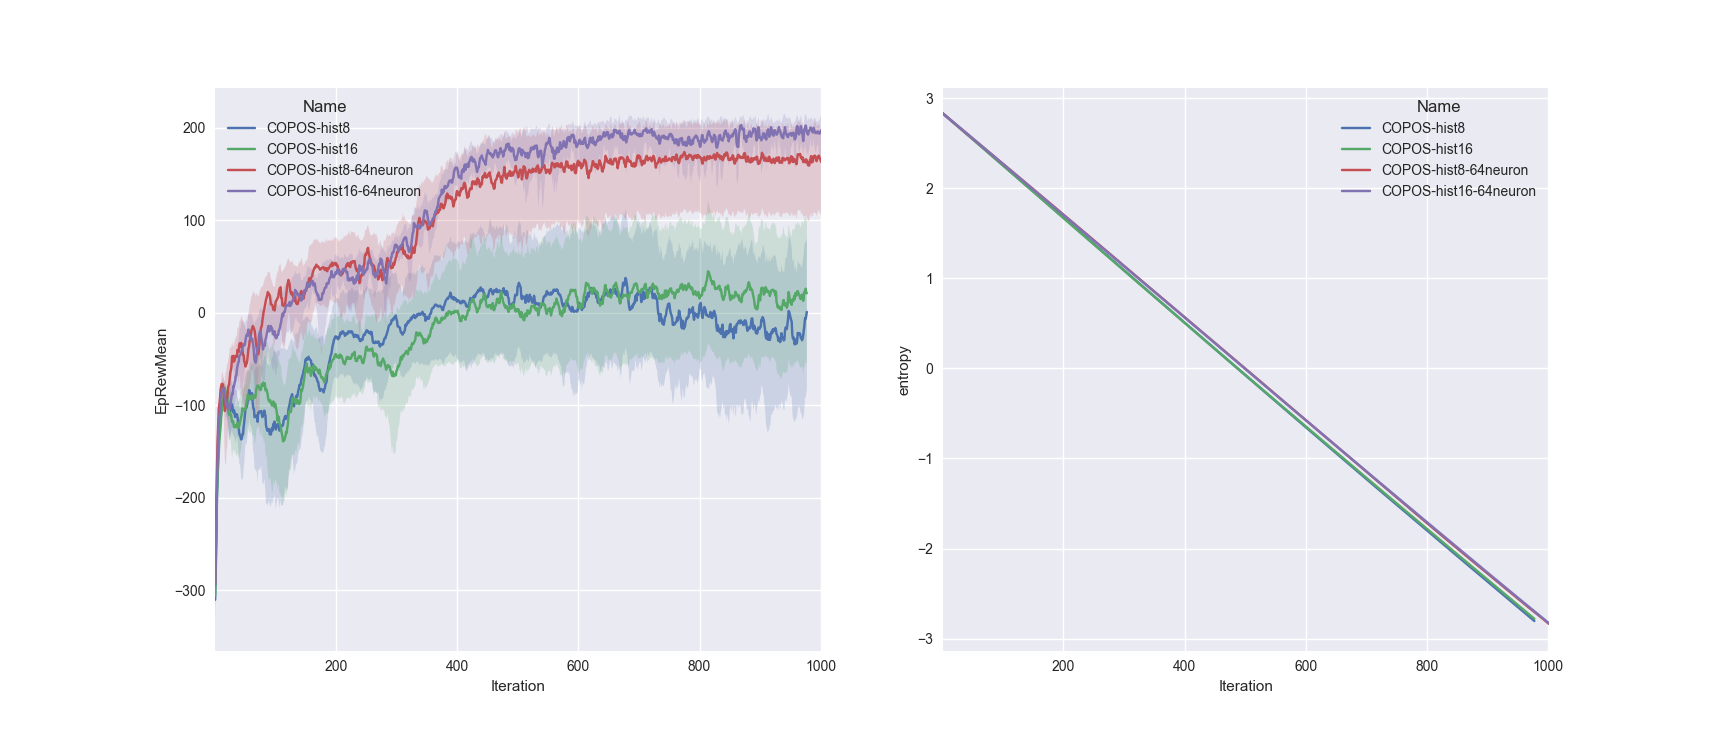 Name
COPOS-hist8
COPOS-hist16
COPOS-hist8-64neuron
COPOS-hist16-64neuron
200
100
0
−100
−200
−300
EpRewMean
200
400
600
800
1000
Iteration
Name
COPOS-hist8
COPOS-hist16
COPOS-hist8-64neuron
COPOS-hist16-64neuron
3
2
1
0
−1
−2
−3
entropy
200
400
600
800
1000
Iteration